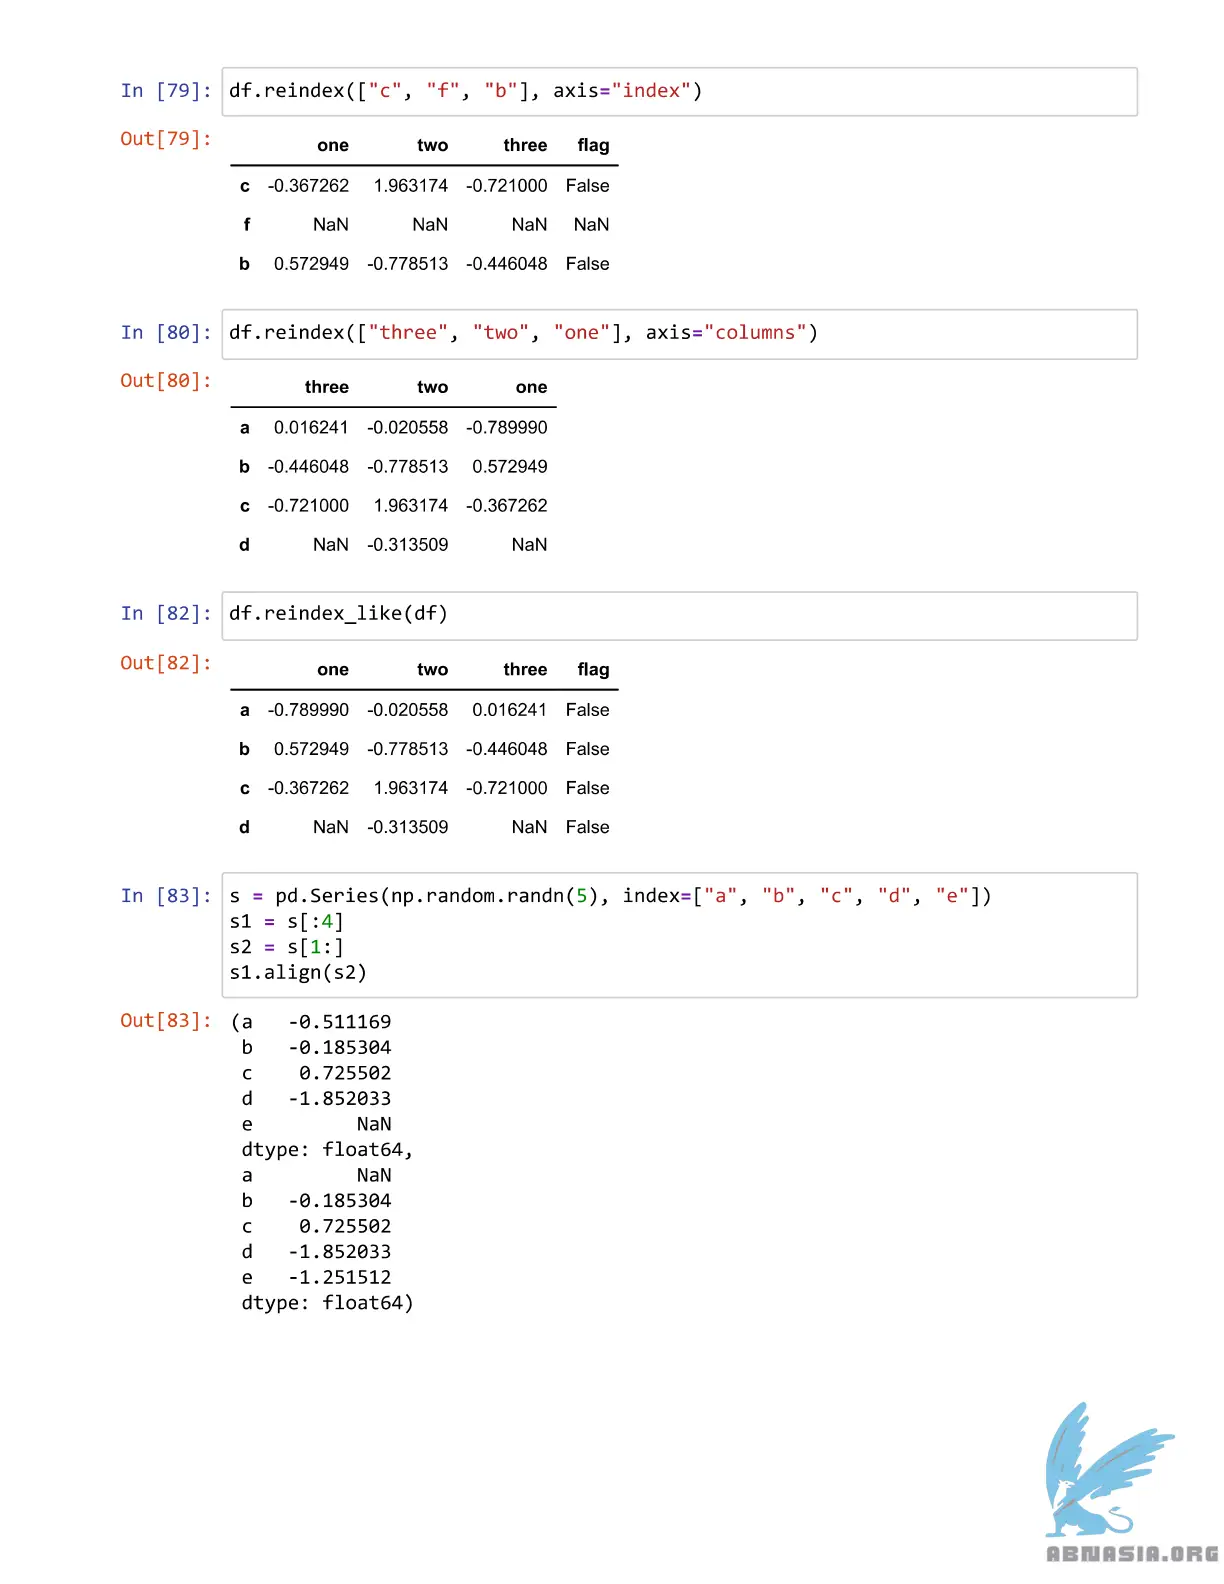 In [79]: df.reindex(["c", "f", "b"], axis="index")
Out[79]:
one two three flag
c -0.367262 1.963174 -0.721000 False
f NaN NaN NaN NaN
b 0.572949 -0.778513 -0.446048 False
In [80]: df.reindex(["three", "two", "one"], axis="columns")
Out[80]:
three two one
a 0.016241 -0.020558 -0.789990
b -0.446048 -0.778513 0.572949
c -0.721000 1.963174 -0.367262
d NaN -0.313509 NaN
In [82]: df.reindex_like(df)
Out[82]:
one two three flag
a -0.789990 -0.020558 0.016241 False
b 0.572949 -0.778513 -0.446048 False
c -0.367262 1.963174 -0.721000 False
d NaN -0.313509 NaN False
In [83]: s = pd.Series(np.random.randn(5), index=["a", "b", "c", "d", "e"])
s1 = s[:4]
s2 = s[1:]
s1.align(s2)
Out[83]: (a -0.511169
b -0.185304
c 0.725502
d -1.852033
e NaN
dtype: float64,
a NaN
b -0.185304
c 0.725502
d -1.852033
e -1.251512
dtype: float64)
ABNASIA.ORG